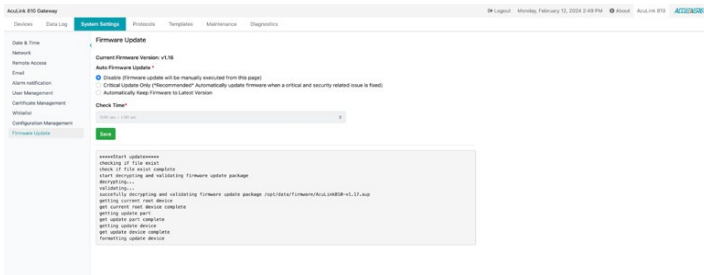 AcuLink 810 Gateway
Logout Monday, February 12, 2024 2:49 PM About AcuLink 810 ACCUENERGY
Devices Data Log System Settings Protocols Templates Maintenance Diagnostics
Date & Time
Network
Remote Access
Email
Alarm notification
User Management
Certificate Management
Whitelist
Configuration Management
Firmware Update
Firmware Update
Current Firmware Version: v1.16
Auto Firmware Update *
Disable (Firmware update will be manually executed from this page)
Critical Update Only (*Recommended* Automatically update firmware when a critical and security related issue is fixed)
Automatically Keep Firmware to Latest Version
Check Time*
Save
*****Start update*****
checking if file exist
check if file exist complete
start decrypting and validating firmware update package
decrypting...
validating...
succefully decrypting and validating firmware update package /opt/data/firmware/AcuLink810-v1.17.aup
getting current root device
get current root device complete
getting update part
get update part complete
getting update device
get update device complete
formatting update device